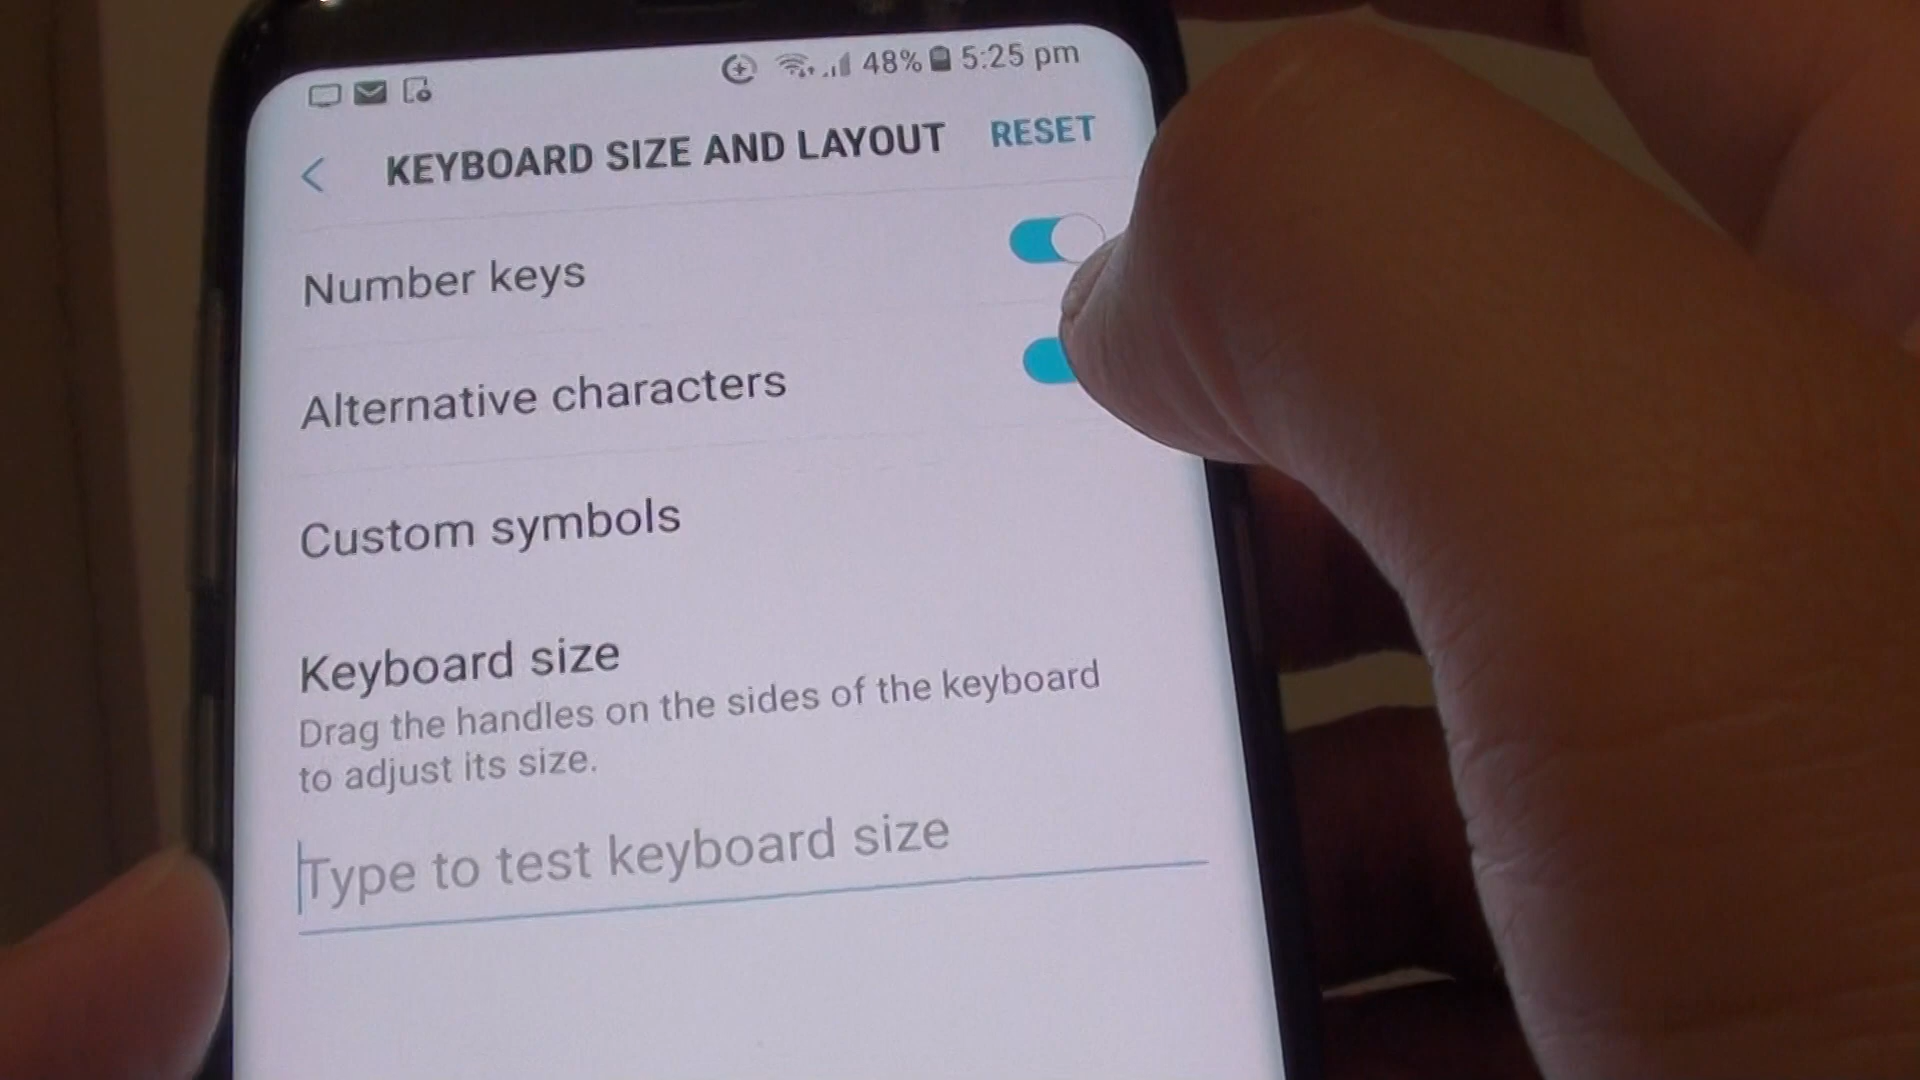 48% 5:25 pm
KEYBOARD SIZE AND LAYOUT RESET
Number keys
Alternative characters
Custom symbols
Keyboard size
Drag the handles on the sides of the keyboard
to adjust its size.
Type to test keyboard size